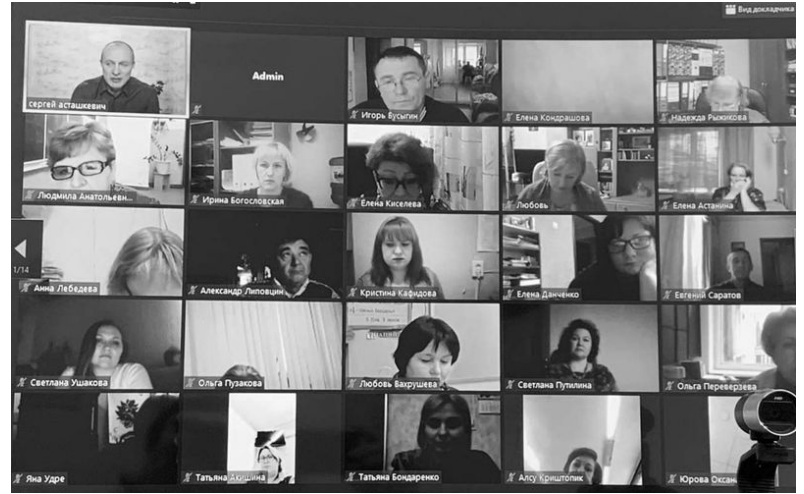 Вид докладчика
сергей асташкевич
Admin
Игорь Бусыгин
Елена Кондрашова
Надежда Рыжикова
Людмила Анатольевн...
Ирина Богословская
Елена Киселева
Любовь
Елена Астанина
1/14
Анна Лебедева
Александр Липовцин
Кристина Кафидова
Елена Данченко
Евгений Саратов
Светлана Ушакова
Ольга Пузакова
Любовь Вахрушева
Светлана Путилина
Ольга Переверзева
Яна Удре
Татьяна Акишина
Татьяна Бондаренко
Алсу Криштопик
Юрова Оксан